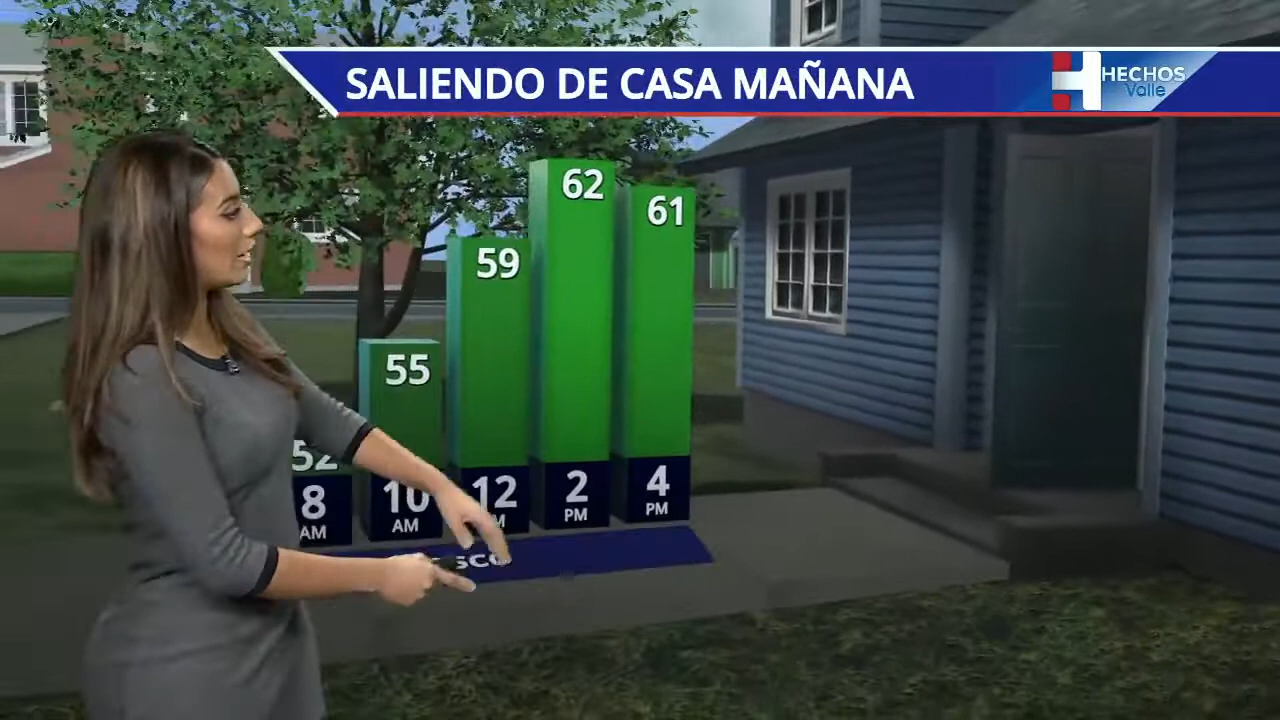 SALIENDO DE CASA MAÑANA
HECHOS
Valle
52
55
59
62
61
8
AM
10
AM
12
2
PM
4
PM